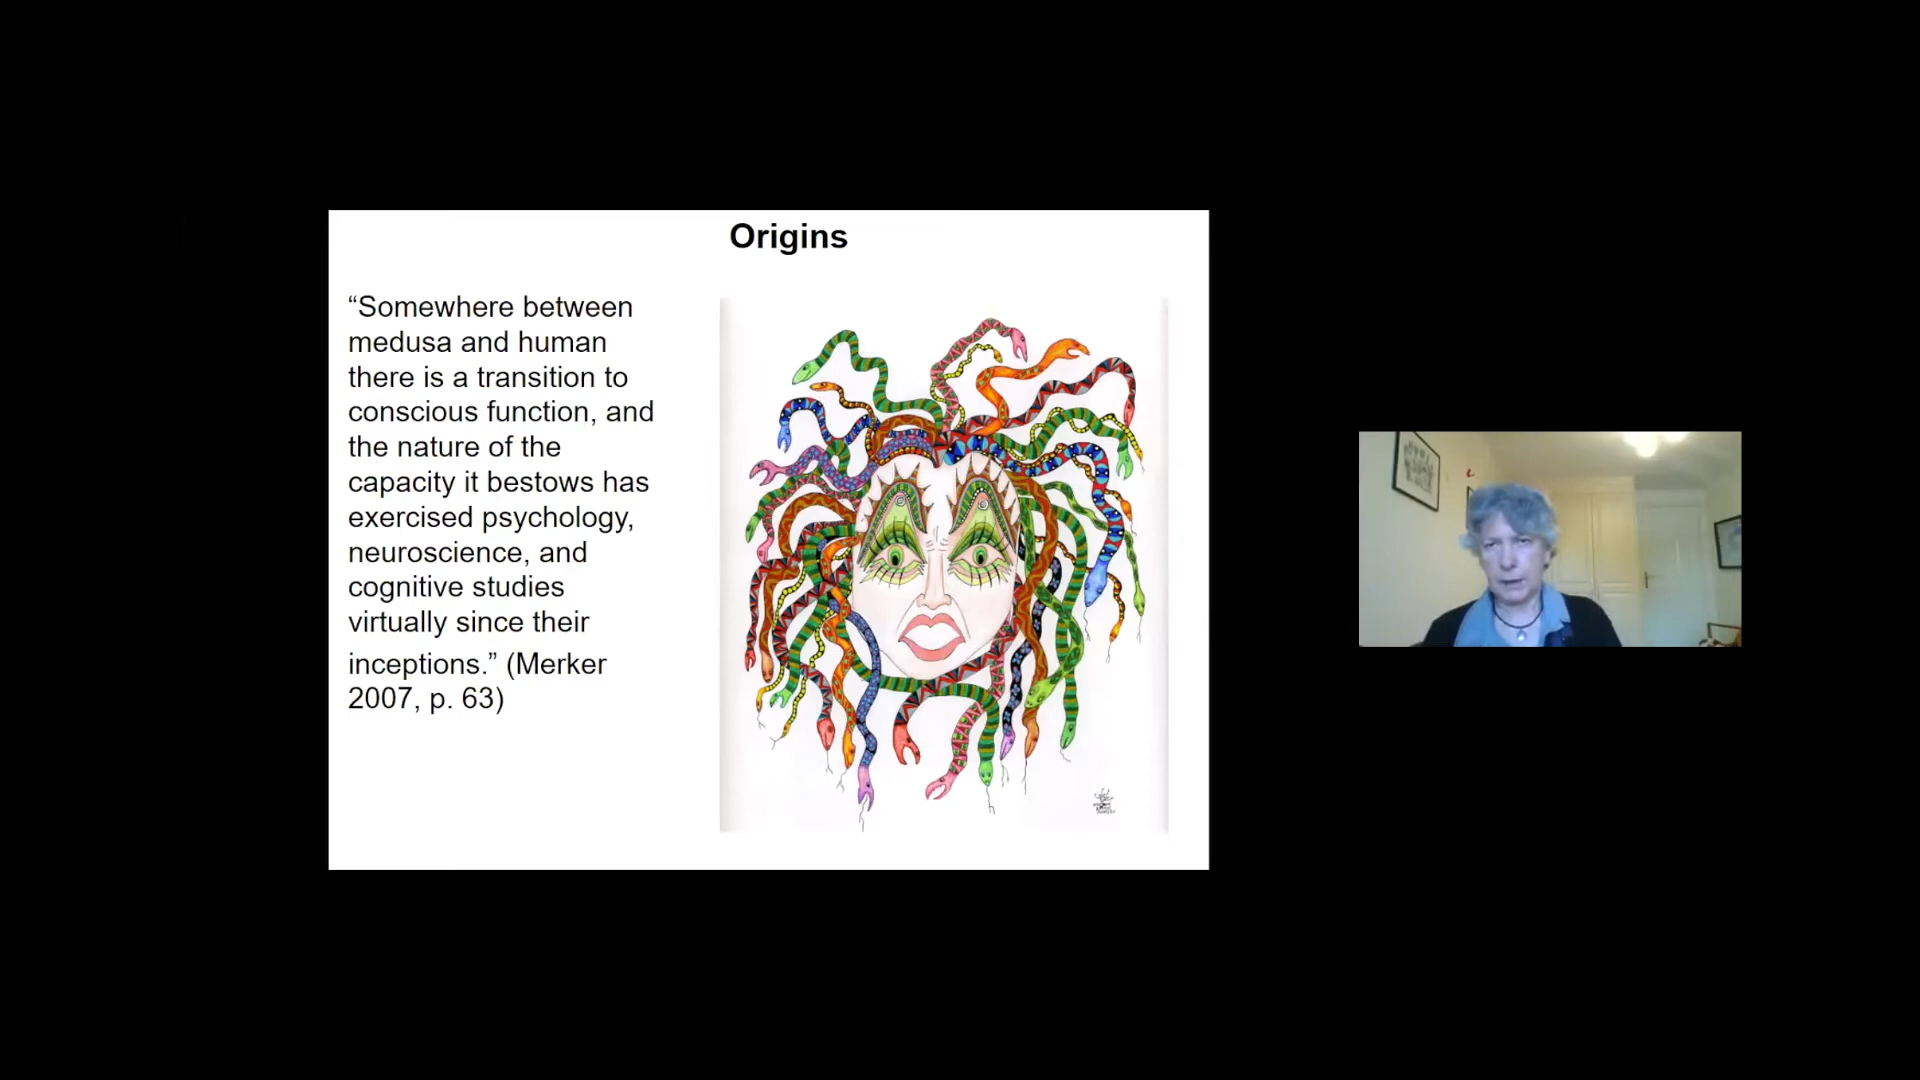 Origins
“Somewhere between
medusa and human
there is a transition to
conscious function, and
the nature of the
capacity it bestows has
exercised psychology,
neuroscience, and
cognitive studies
virtually since their
inceptions.” (Merker
2007, p. 63)